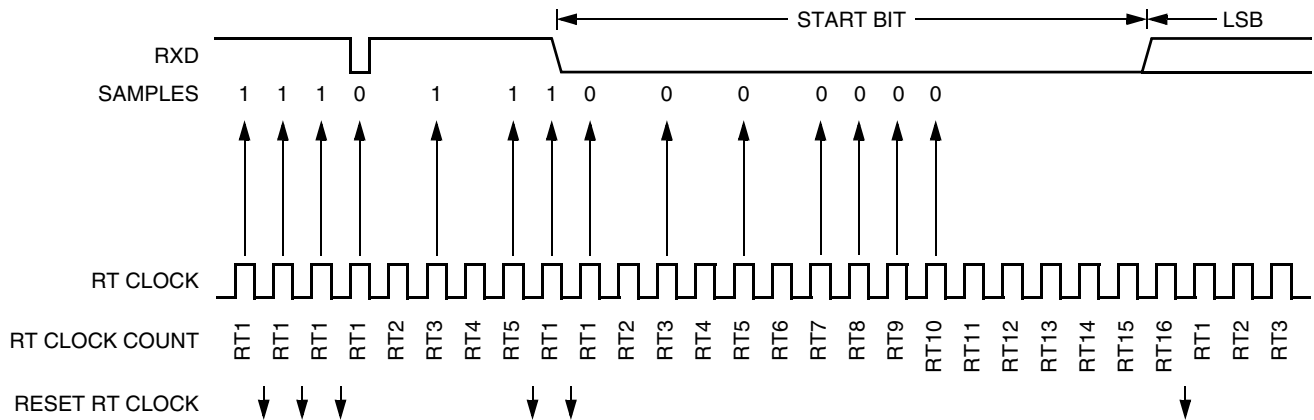 START BIT LSB
RXD
SAMPLES 1 1 1 0 1 1 1 0 0 0 0 0 0 0
RT CLOCK
RT CLOCK COUNT RT1 RT1 RT1 RT1 RT2 RT3 RT4 RT5 RT1 RT1 RT2 RT3 RT4 RT5 RT6 RT7 RT8 RT9 RT10 RT11 RT12 RT13 RT14 RT15 RT16 RT1 RT2 RT3
RESET RT CLOCK